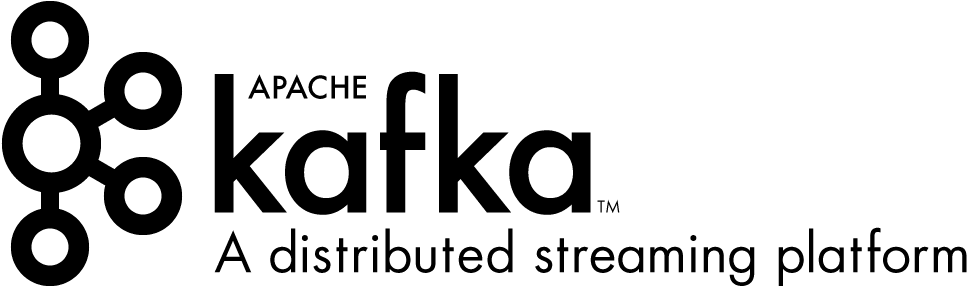 APACHE
kafka™
A distributed streaming platform